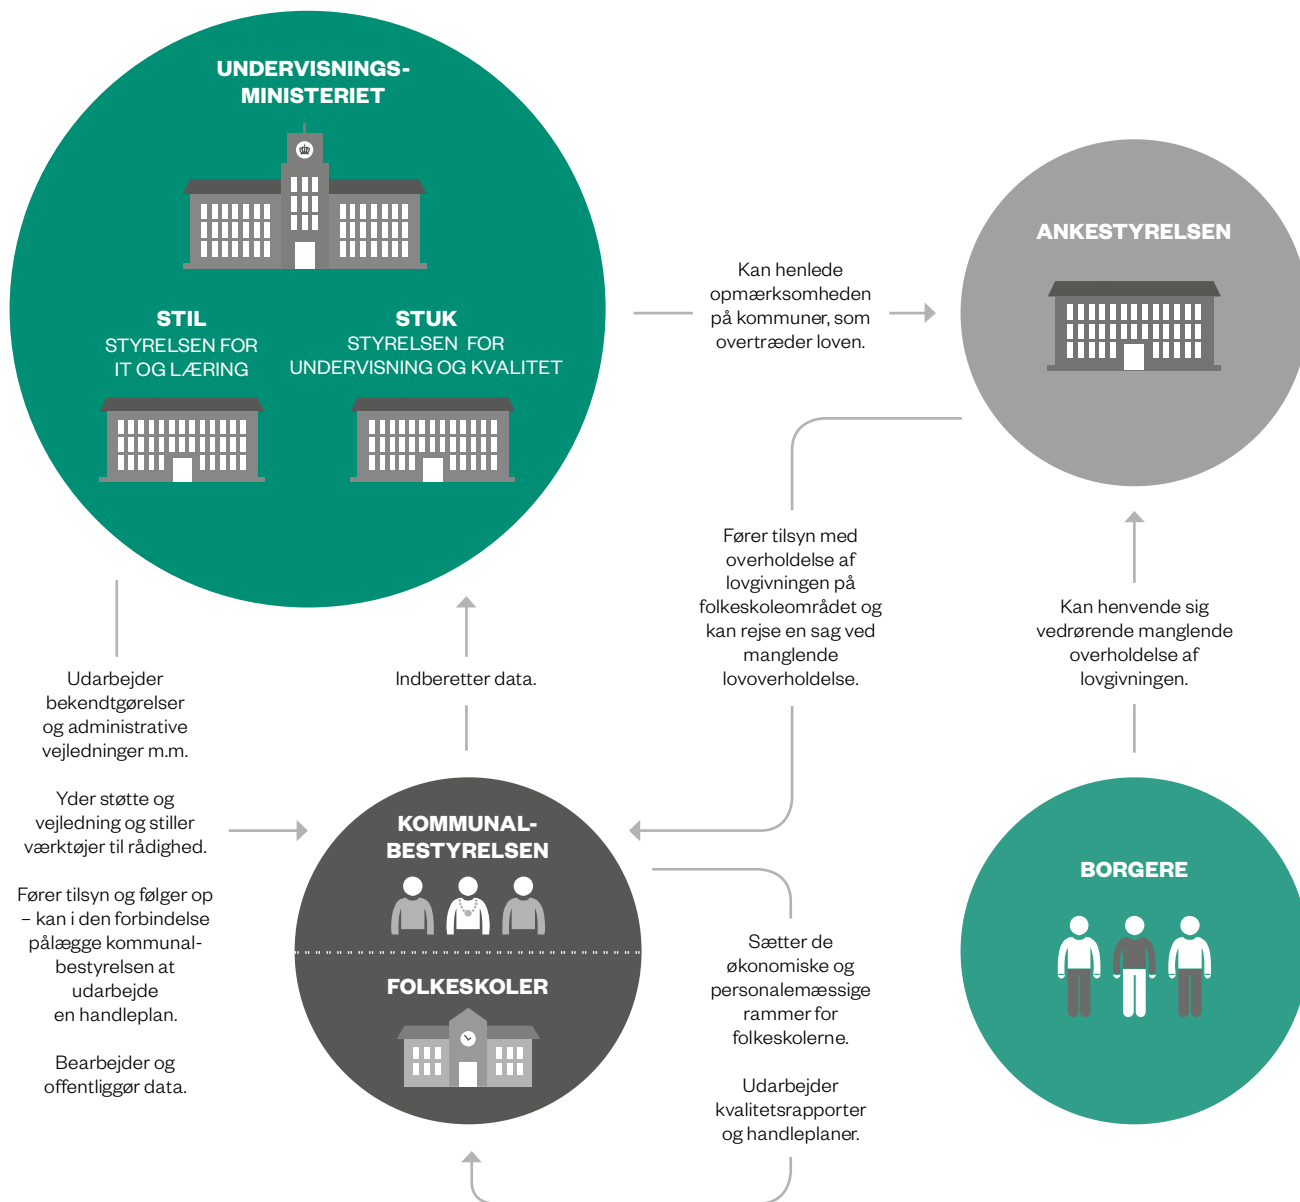 UNDERVISNINGS-
MINISTERIET
STIL
STYRELSEN FOR
IT OG LÆRING
STUK
STYRELSEN FOR
UNDERVISNING OG KVALITET
Kan henlede
opmærksomheden
på kommuner, som
overtræder loven.
ANKESTYRELSEN
Fører tilsyn med
overholdelse af
lovgivningen på
folkeskoleområdet og
kan rejse en sag ved
manglende
lovoverholdelse.
Kan henvende sig
vedrørende manglende
overholdelse af
lovgivningen.
Udarbejder
bekendtgørelser
og administrative
vejledninger m.m.
Yder støtte og
vejledning og stiller
værktøjer til rådighed.
Fører tilsyn og følger op
– kan i den forbindelse
pålægge kommunal-
bestyrelsen at
udarbejde
en handleplan.
Bearbejder og
offentliggør data.
Indberetter data.
KOMMUNAL-
BESTYRELSEN
FOLKESKOLER
Sætter de
økonomiske og
personalemæssige
rammer for
folkeskolerne.
Udarbejder
kvalitetsrapporter
og handleplaner.
BORGERE